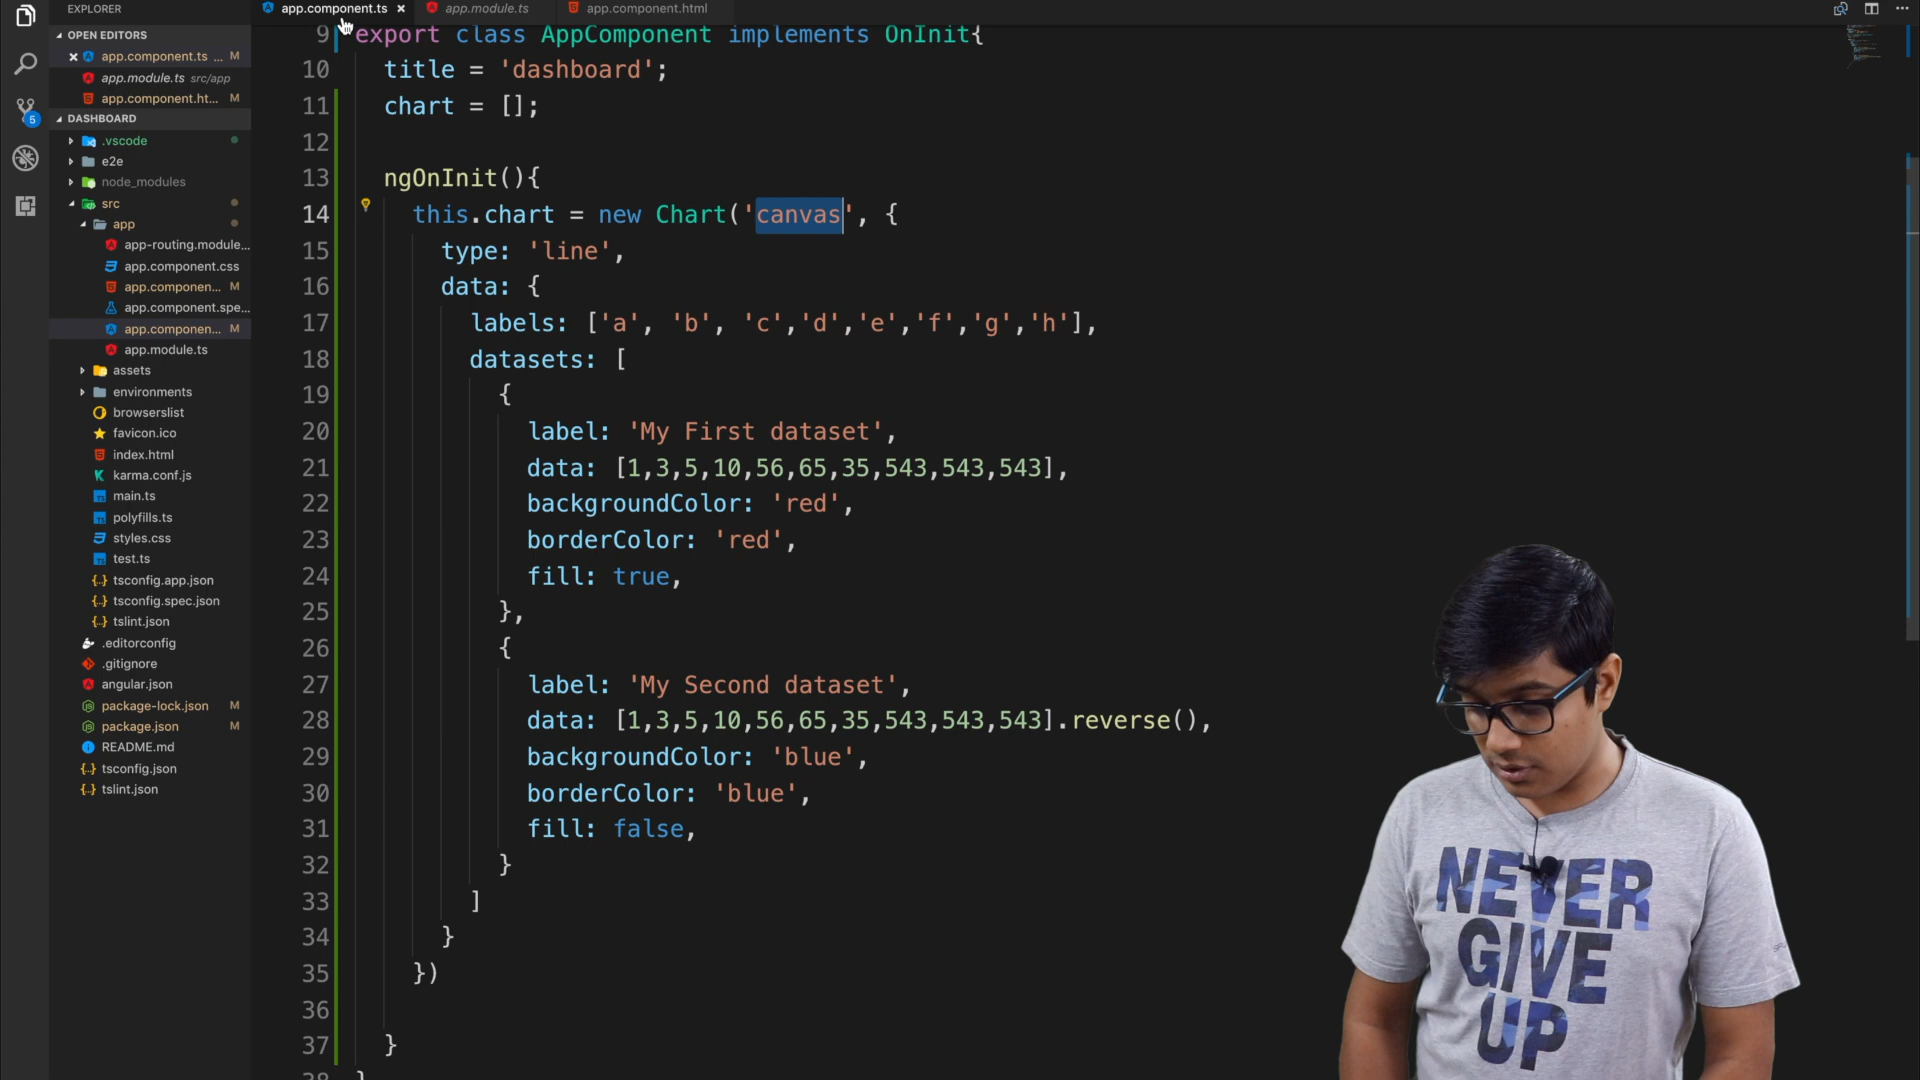 EXPLORER
app.component.ts ×
app.module.ts
app.component.html
OPEN EDITORS
× app.component.ts ... M
app.module.ts src/app
app.component.ht... M
DASHBOARD
.vscode
e2e
node_modules
src
app
app-routing.module...
app.component.css
app.componen... M
app.component.spe...
app.componen... M
app.module.ts
assets
environments
browserslist
favicon.ico
index.html
karma.conf.js
main.ts
polyfills.ts
styles.css
test.ts
tsconfig.app.json
tsconfig.spec.json
tslint.json
.editorconfig
.gitignore
angular.json
package-lock.json M
package.json M
README.md
tsconfig.json
tslint.json
5
9 export class AppComponent implements OnInit{
10 title = 'dashboard';
11 chart = [];
12
13 ngOnInit(){
14 this.chart = new Chart('canvas', {
15 type: 'line',
16 data: {
17 labels: ['a', 'b', 'c','d','e','f','g','h'],
18 datasets: [
19 {
20 label: 'My First dataset',
21 data: [1,3,5,10,56,65,35,543,543,543],
22 backgroundColor: 'red',
23 borderColor: 'red',
24 fill: true,
25 },
26 {
27 label: 'My Second dataset',
28 data: [1,3,5,10,56,65,35,543,543,543].reverse(),
29 backgroundColor: 'blue',
30 borderColor: 'blue',
31 fill: false,
32 }
33 ]
34 }
35 })
36
37 }
38 }
NEVER
GIVE
UP